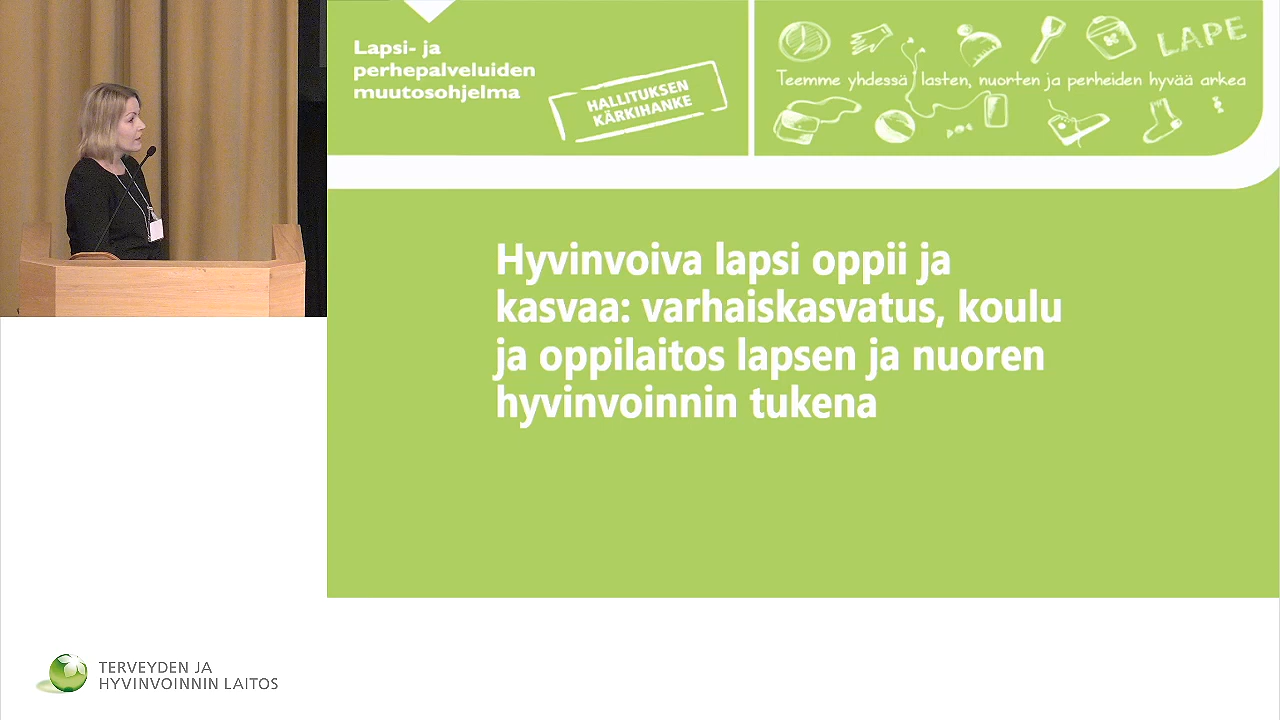 Lapsi- ja
perhepalveluiden
muutosohjelma
HALLITUKSEN
KÄRKIHANKE
LAPE
Teemme yhdessä lasten, nuorten ja perheiden hyvää arkea
Hyvinvoiva lapsi oppii ja
kasvaa: varhaiskasvatus, koulu
ja oppilaitos lapsen ja nuoren
hyvinvoinnin tukena
TERVEYDEN JA
HYVINVOINNIN LAITOS